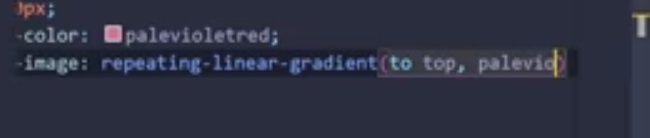 0px;
-color: palevioletred;
-image: repeating-linear-gradient(to top, palevio)
T